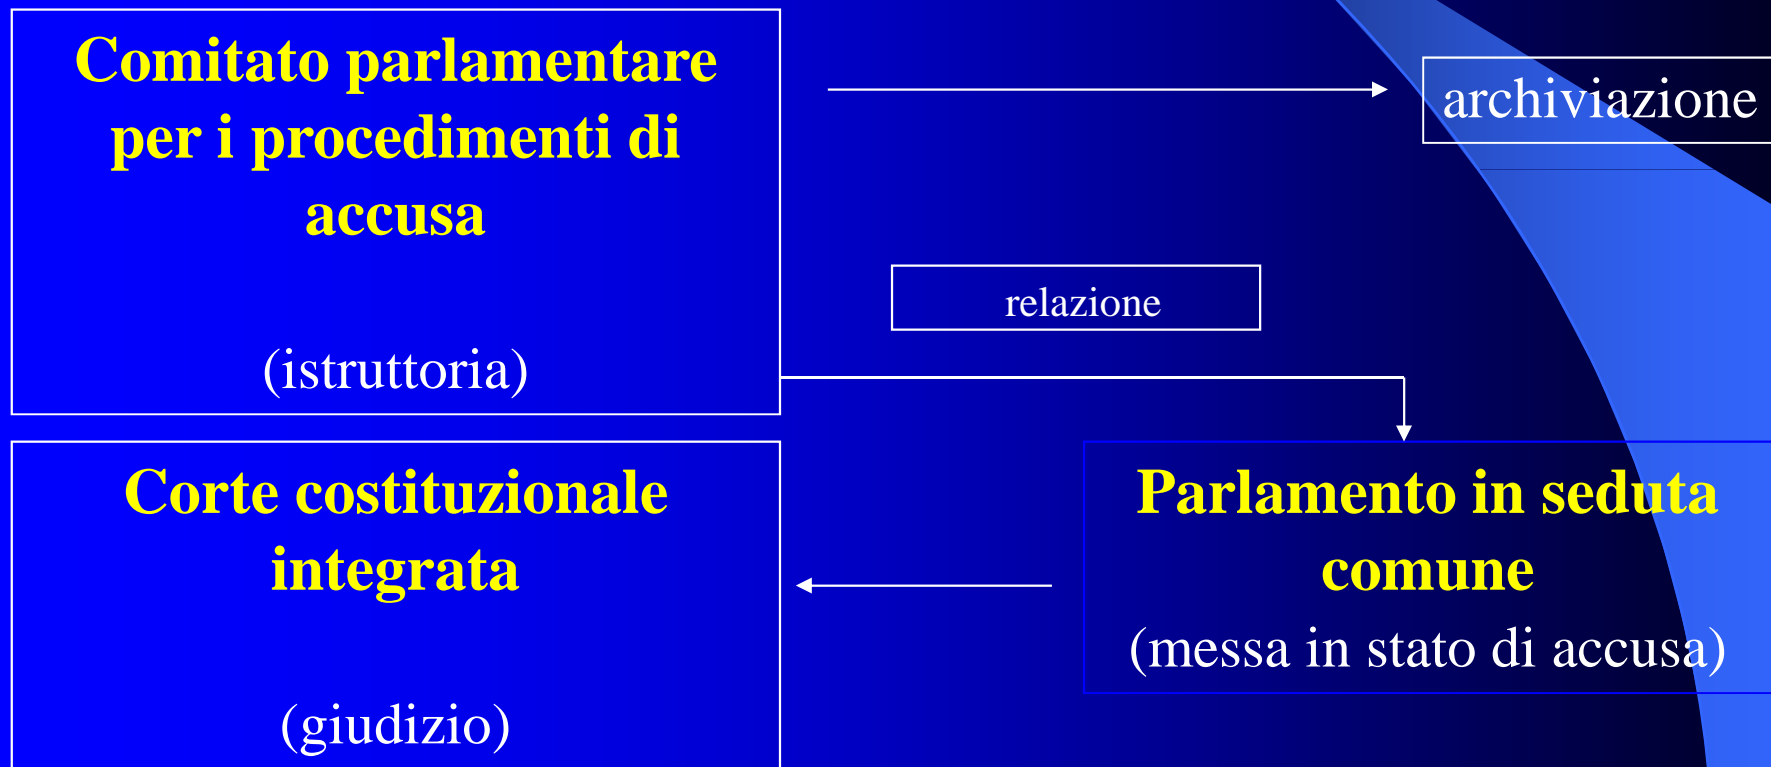 Comitato parlamentare
per i procedimenti di
accusa
(istruttoria)
archiviazione
relazione
Parlamento in seduta
comune
(messa in stato di accusa)
Corte costituzionale
integrata
(giudizio)